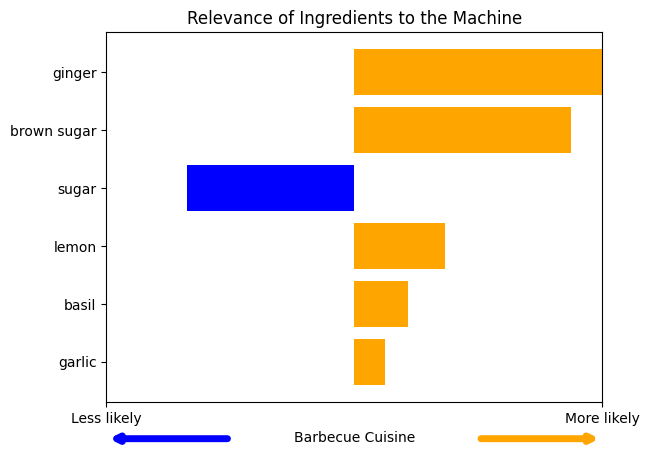 Relevance of Ingredients to the Machine
ginger
brown sugar
sugar
lemon
basil
garlic
Less likely
More likely
Barbecue Cuisine